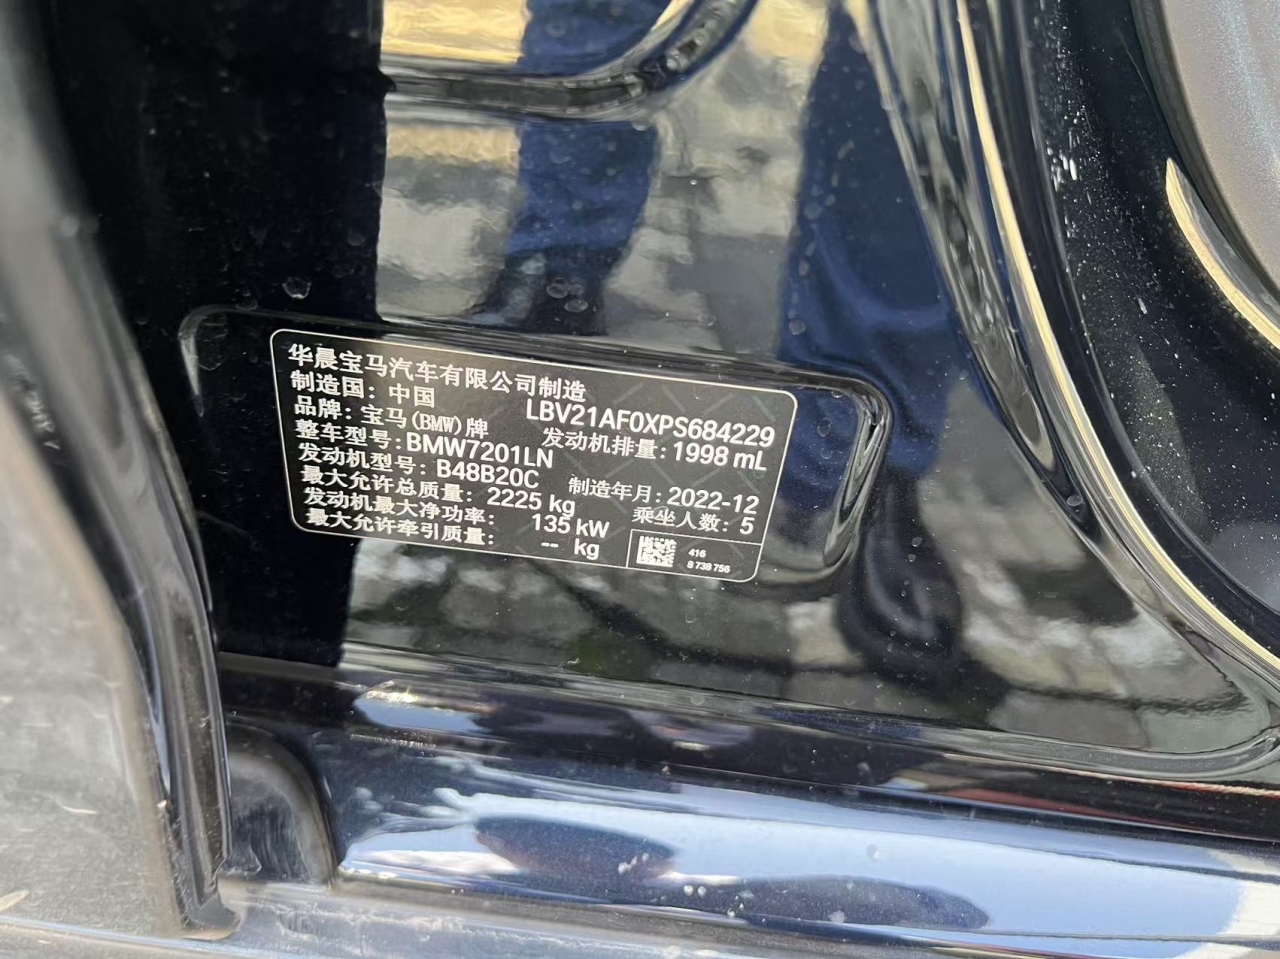 华晨宝马汽车有限公司制造
制造国：中国 LBV21AF0XPS684229
品牌：宝马(BMW)牌 发动机排量：1998 mL
整车型号：BMW7201LN
发动机型号：B48B20C 制造年月：2022-12
最大允许总质量：2225 kg 乘坐人数：5
发动机最大净功率：135 kW
最大允许牵引质量：-- kg
416
8 738 756